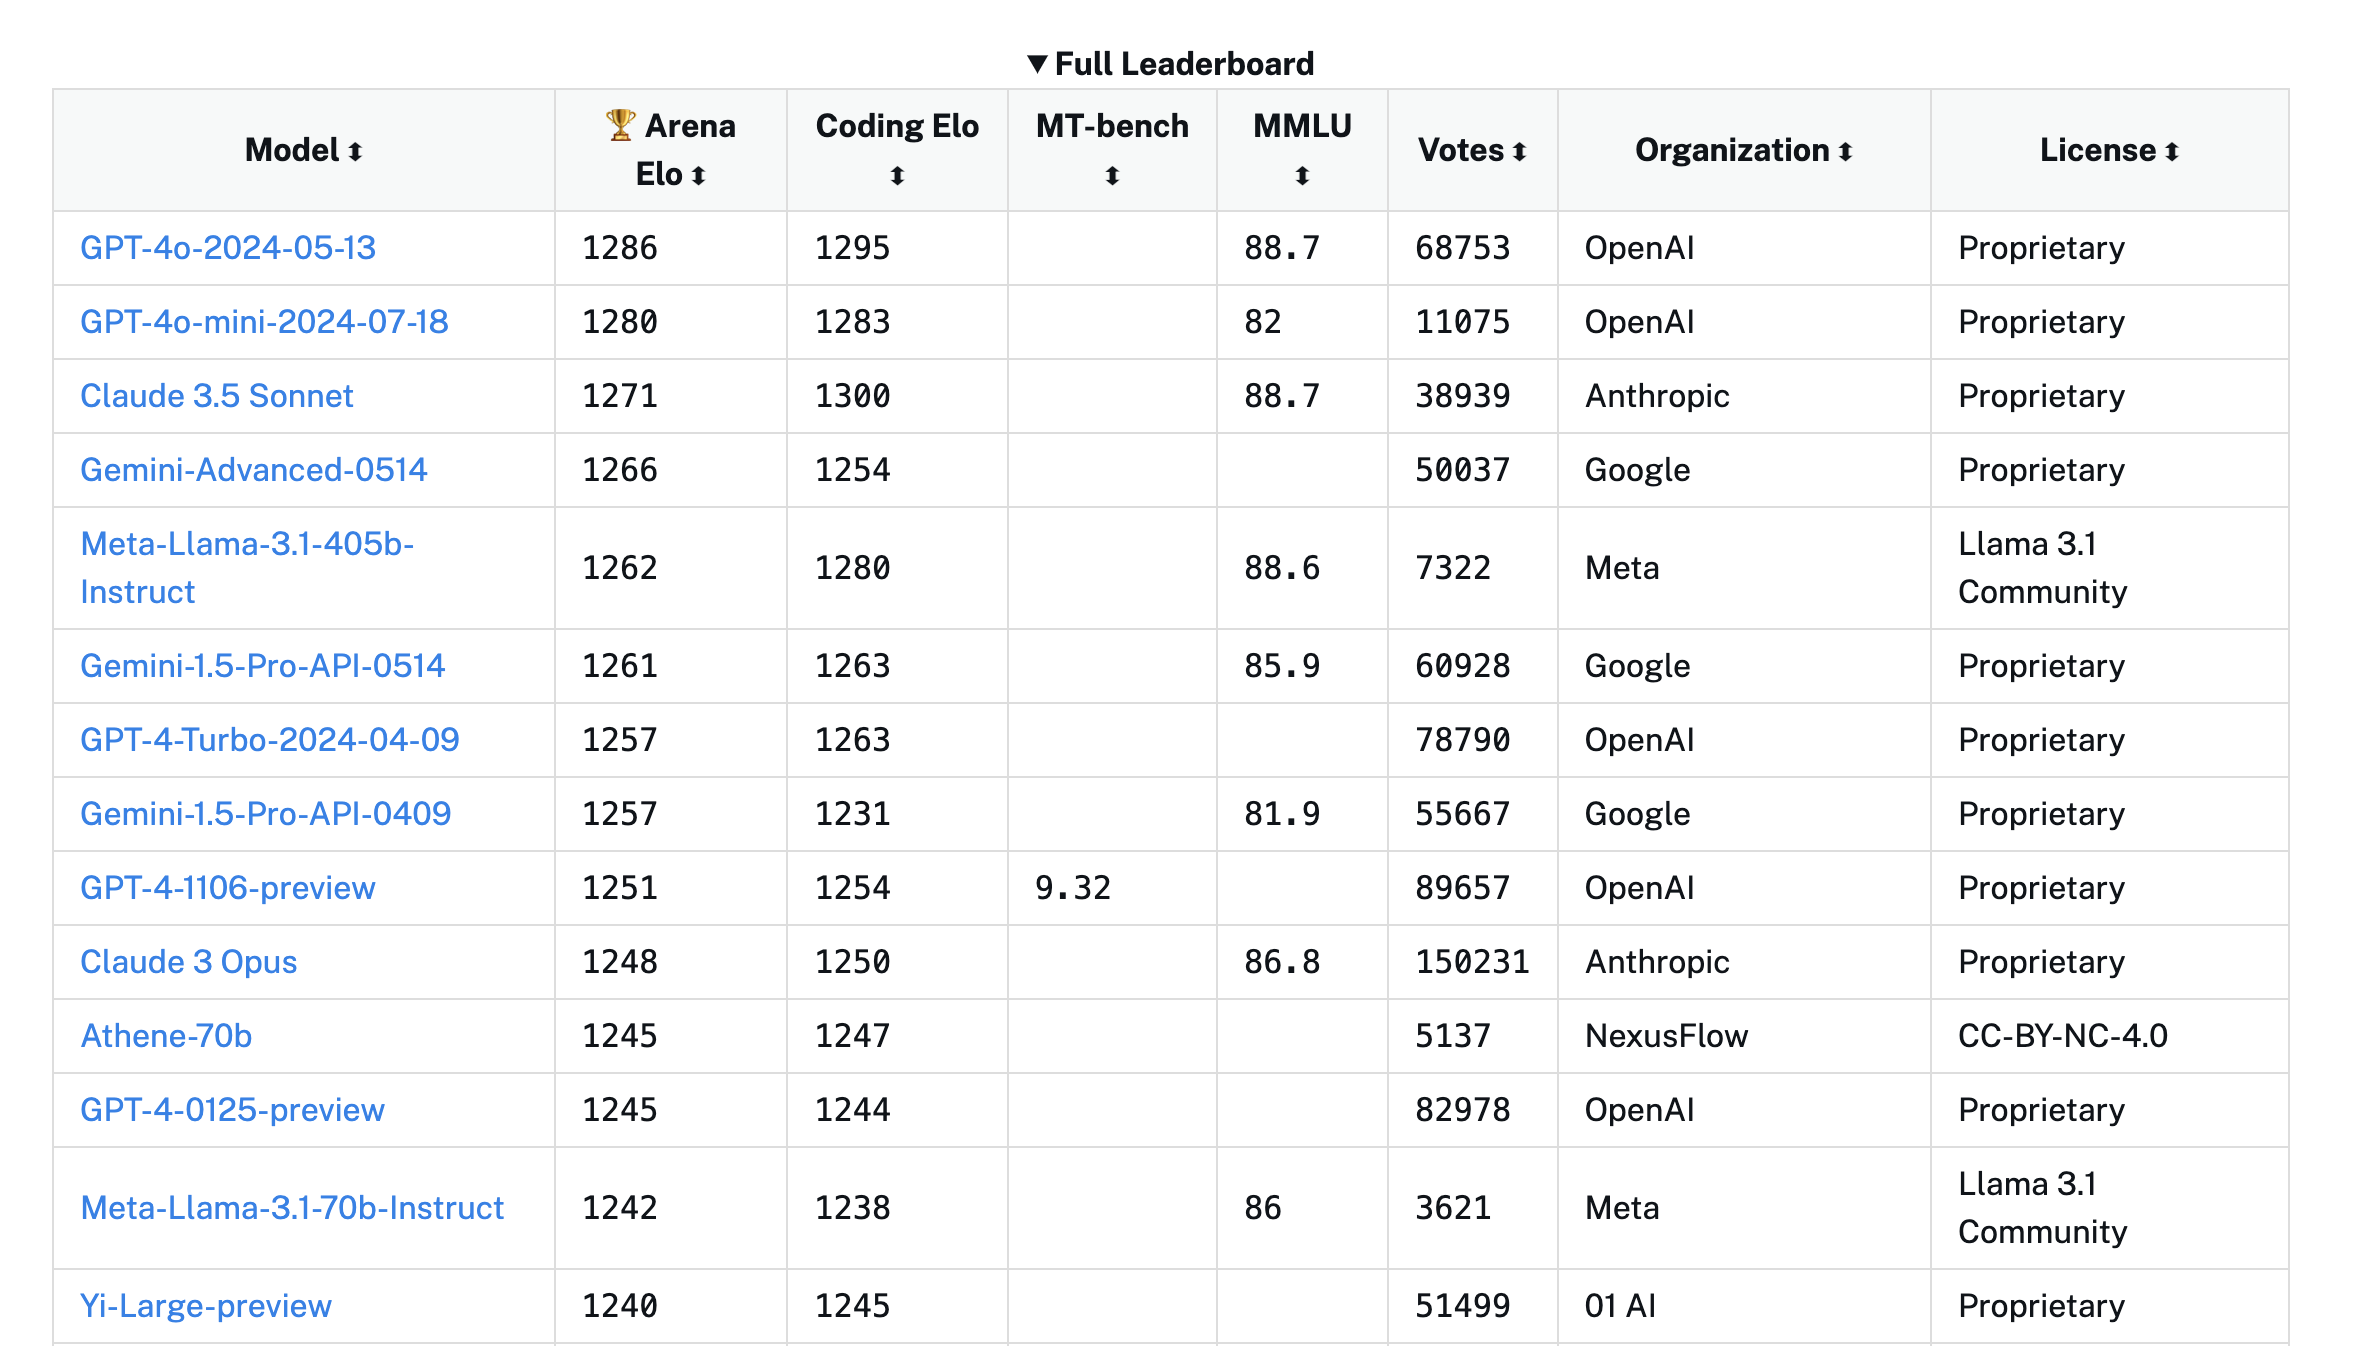 ▼ Full Leaderboard
Model ⬍ 🏆 Arena Elo ⬍ Coding Elo ⬍ MT-bench ⬍ MMLU ⬍ Votes ⬍ Organization ⬍ License ⬍
GPT-4o-2024-05-13 1286 1295 88.7 68753 OpenAI Proprietary
GPT-4o-mini-2024-07-18 1280 1283 82 11075 OpenAI Proprietary
Claude 3.5 Sonnet 1271 1300 88.7 38939 Anthropic Proprietary
Gemini-Advanced-0514 1266 1254 50037 Google Proprietary
Meta-Llama-3.1-405b-Instruct 1262 1280 88.6 7322 Meta Llama 3.1 Community
Gemini-1.5-Pro-API-0514 1261 1263 85.9 60928 Google Proprietary
GPT-4-Turbo-2024-04-09 1257 1263 78790 OpenAI Proprietary
Gemini-1.5-Pro-API-0409 1257 1231 81.9 55667 Google Proprietary
GPT-4-1106-preview 1251 1254 9.32 89657 OpenAI Proprietary
Claude 3 Opus 1248 1250 86.8 150231 Anthropic Proprietary
Athene-70b 1245 1247 5137 NexusFlow CC-BY-NC-4.0
GPT-4-0125-preview 1245 1244 82978 OpenAI Proprietary
Meta-Llama-3.1-70b-Instruct 1242 1238 86 3621 Meta Llama 3.1 Community
Yi-Large-preview 1240 1245 51499 01 AI Proprietary